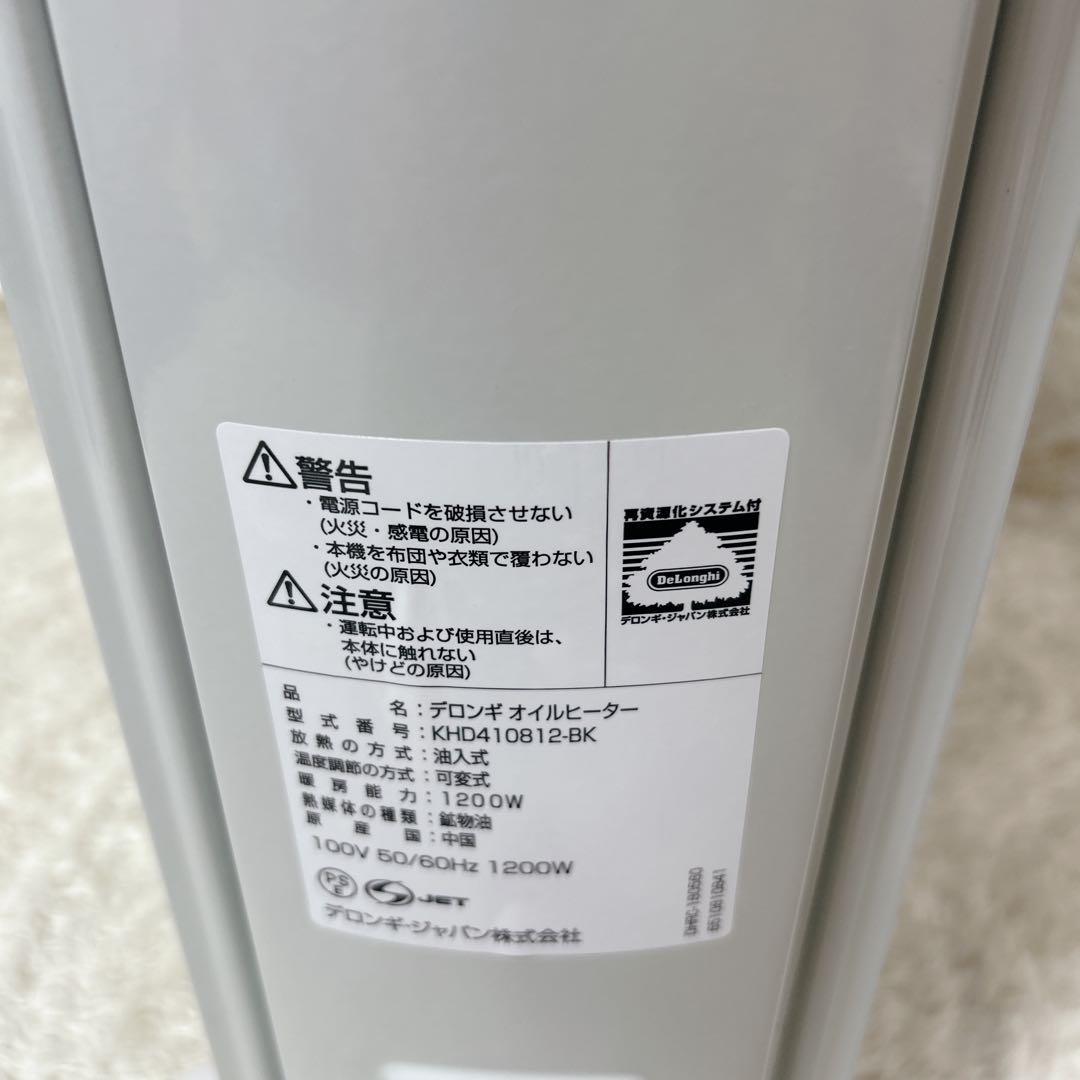 警告
・電源コードを破損させない
(火災・感電の原因)
・本機を布団や衣類で覆わない
(火災の原因)
注意
・運転中および使用直後は、
本体に触れない
(やけどの原因)
再資源化システム付
DeLonghi
デロンギ・ジャパン株式会社
品名：デロンギ オイルヒーター
型式番号：KHD410812-BK
放熱の方式：油入式
温度調節の方式：可変式
暖房能力：1200W
熱媒体の種類：鉱物油
原産国：中国
100V 50/60Hz 1200W
PS
E
JET
デロンギ・ジャパン株式会社